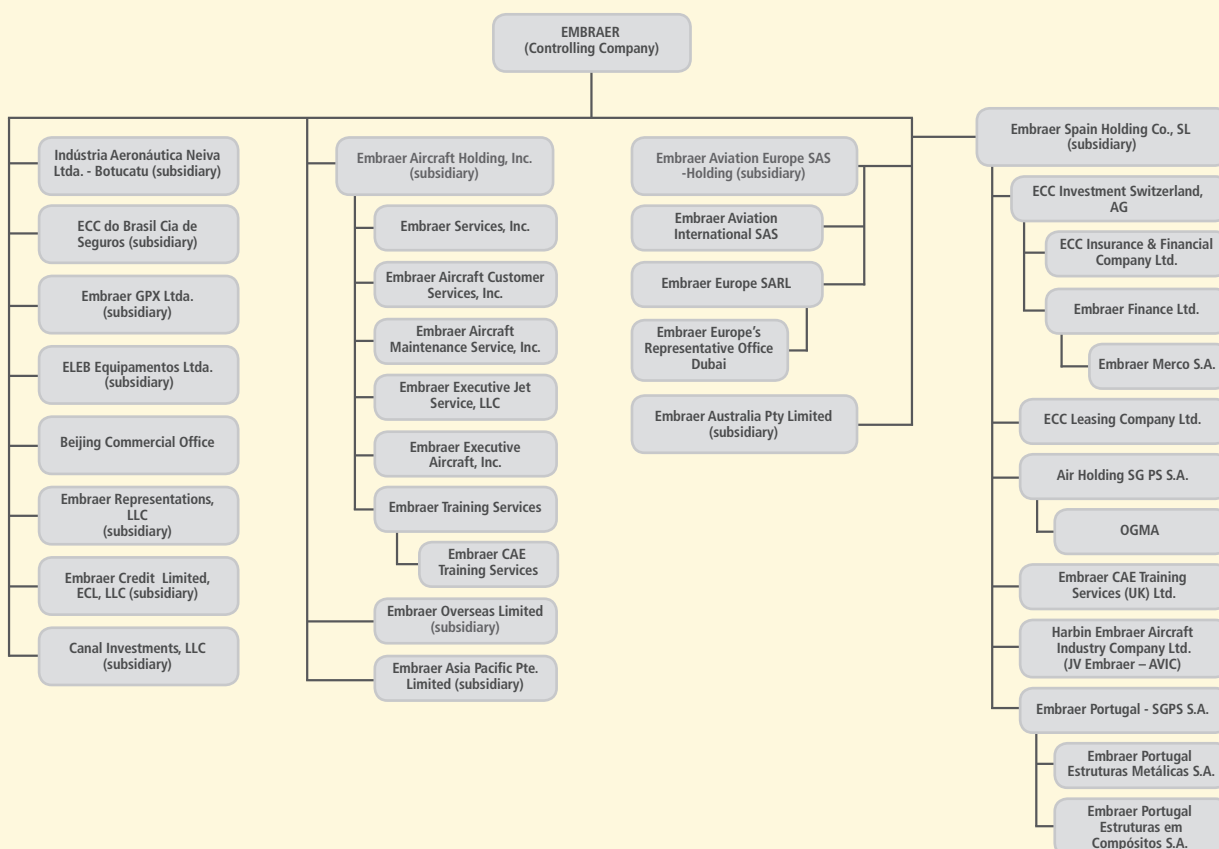 EMBRAER
(Controlling Company)
Indústria Aeronáutica Neiva
Ltda. - Botucatu (subsidiary)
ECC do Brasil Cia de
Seguros (subsidiary)
Embraer GPX Ltda.
(subsidiary)
ELEB Equipamentos Ltda.
(subsidiary)
Beijing Commercial Office
Embraer Representations,
LLC
(subsidiary)
Embraer Credit Limited,
ECL, LLC (subsidiary)
Canal Investments, LLC
(subsidiary)
Embraer Aircraft Holding, Inc.
(subsidiary)
Embraer Services, Inc.
Embraer Aircraft Customer
Services, Inc.
Embraer Aircraft
Maintenance Service, Inc.
Embraer Executive Jet
Service, LLC
Embraer Executive
Aircraft, Inc.
Embraer Training Services
Embraer CAE
Training Services
Embraer Overseas Limited
(subsidiary)
Embraer Asia Pacific Pte.
Limited (subsidiary)
Embraer Aviation Europe SAS
-Holding (subsidiary)
Embraer Aviation
International SAS
Embraer Europe SARL
Embraer Europe’s
Representative Office
Dubai
Embraer Australia Pty Limited
(subsidiary)
Embraer Spain Holding Co., SL
(subsidiary)
ECC Investment Switzerland,
AG
ECC Insurance & Financial
Company Ltd.
Embraer Finance Ltd.
Embraer Merco S.A.
ECC Leasing Company Ltd.
Air Holding SG PS S.A.
OGMA
Embraer CAE Training
Services (UK) Ltd.
Harbin Embraer Aircraft
Industry Company Ltd.
(JV Embraer – AVIC)
Embraer Portugal - SGPS S.A.
Embraer Portugal
Estruturas Metálicas S.A.
Embraer Portugal
Estruturas em
Compósitos S.A.